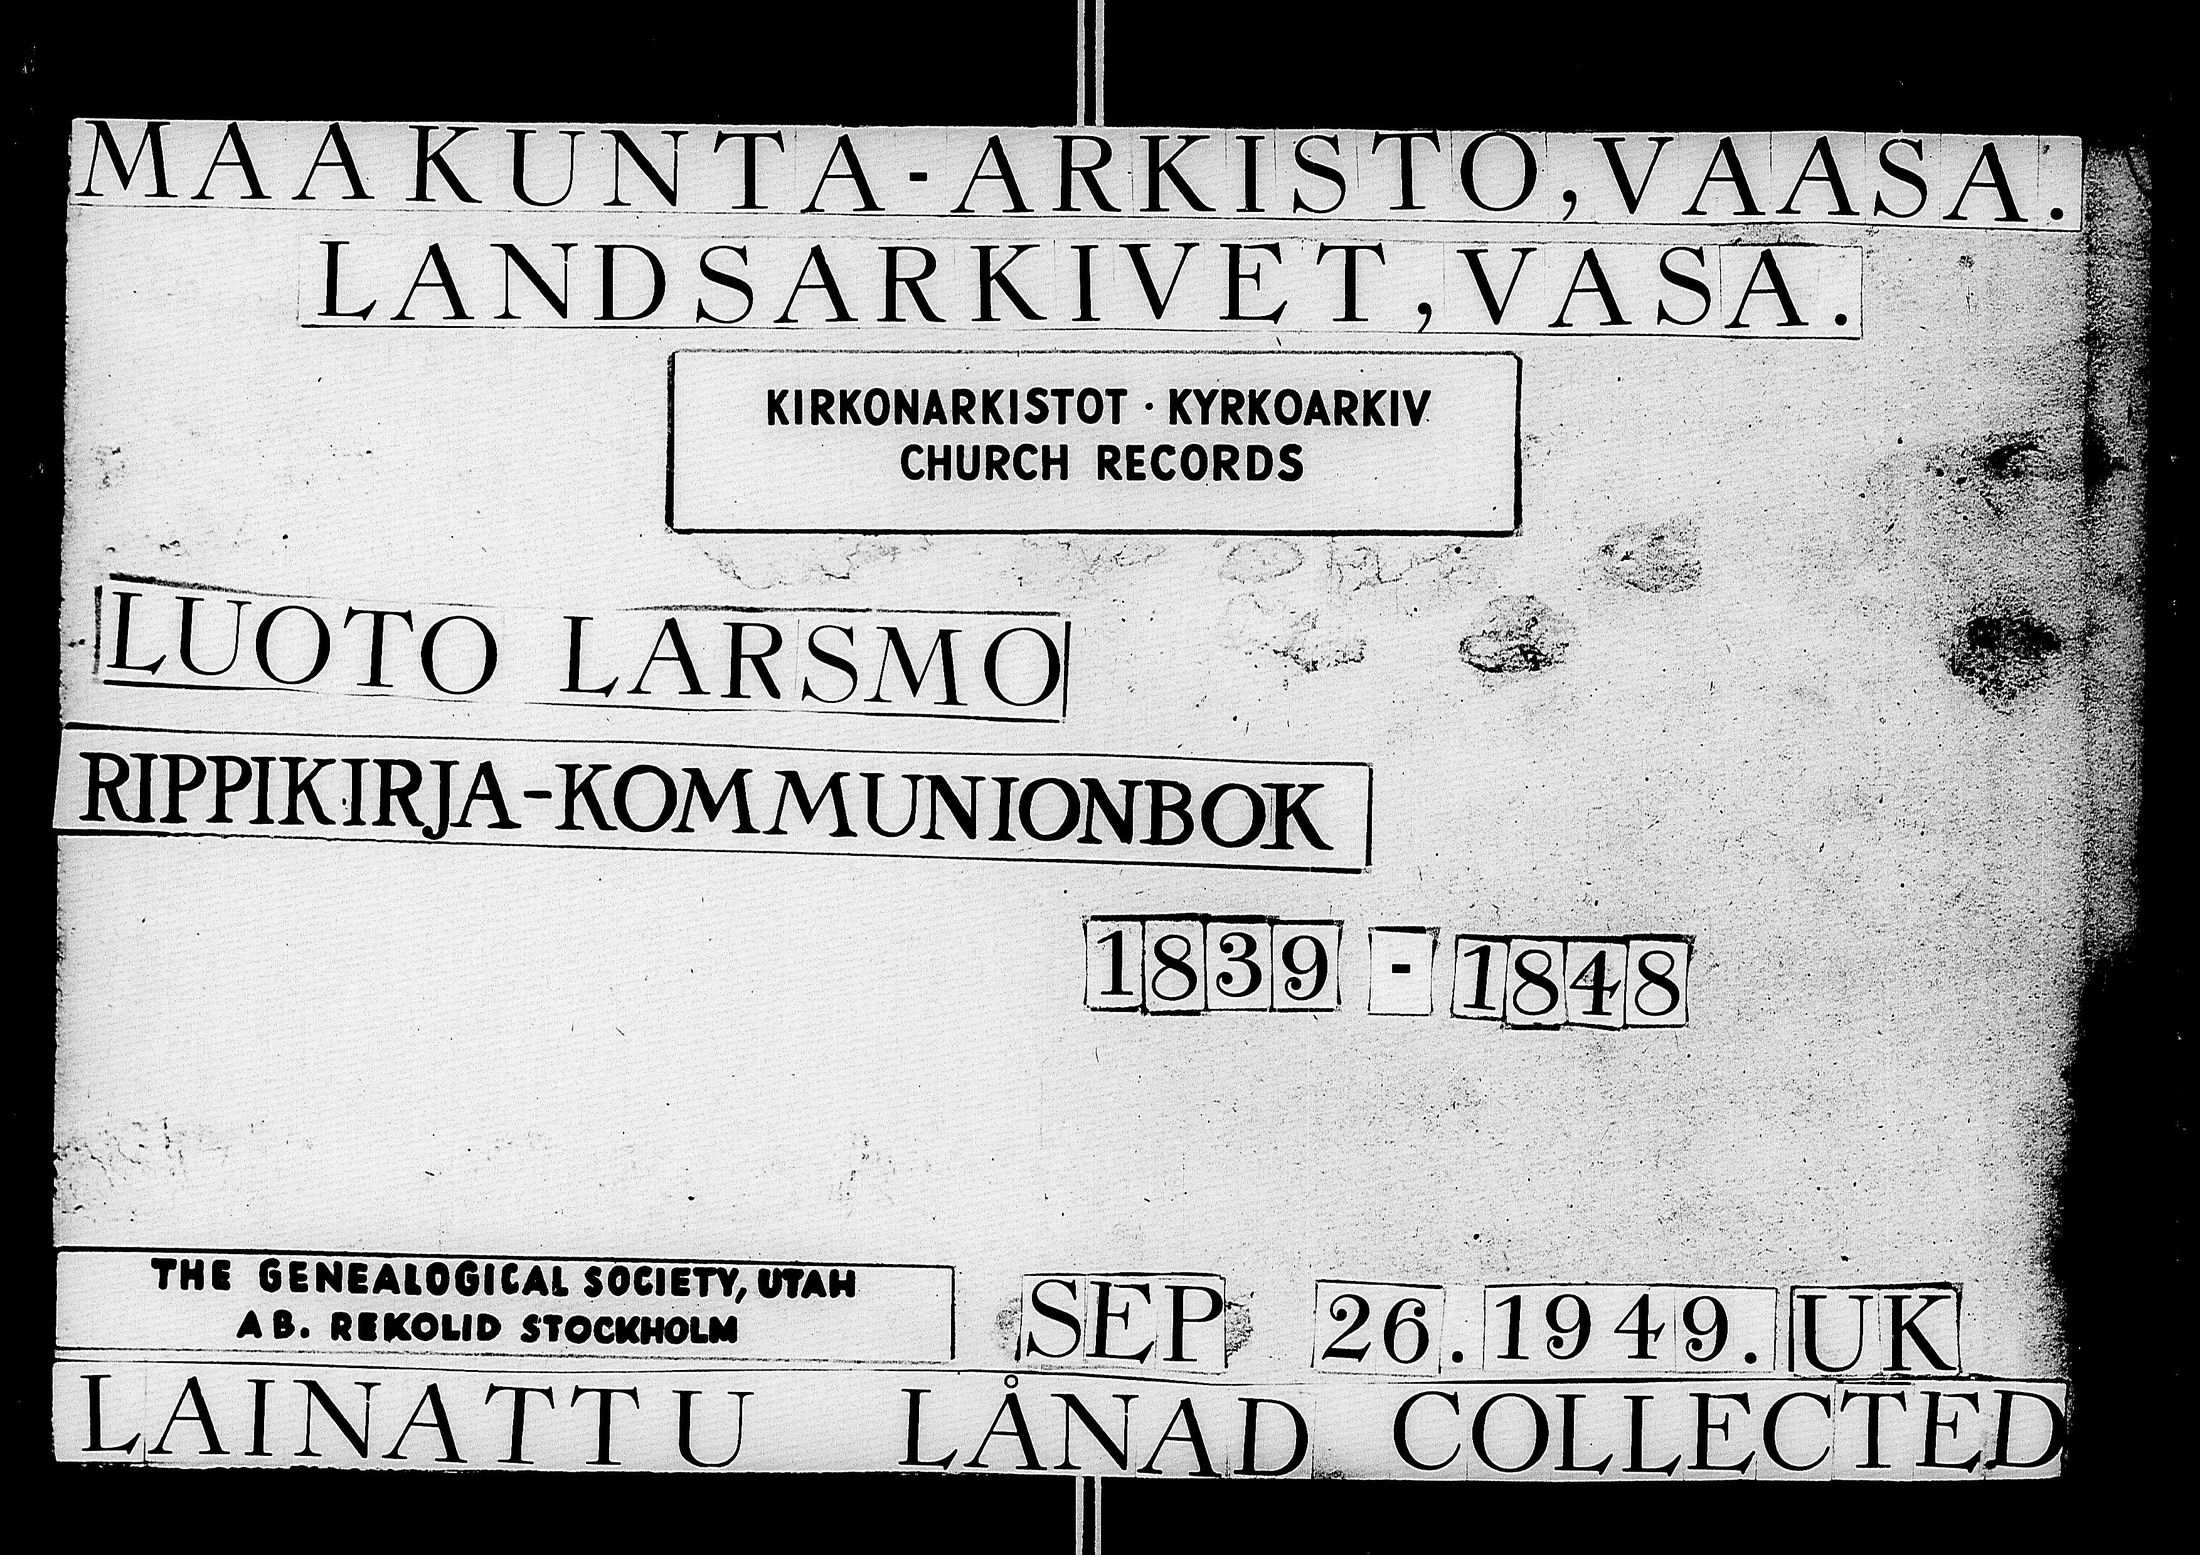 MAAKUNTA-ARKISTO, VAASA.
LANDSARKIVET, VASA.
KIRKONARKISTOT · KYRKOARKIV
CHURCH RECORDS
LUOTO LARSMO
RIPPIKIRJA-KOMMUNIONBOK
1839 - 1848
THE GENEALOGICAL SOCIETY, UTAH
AB. REKOLID STOCKHOLM
SEP 26. 1949. UK
LAINATTU LÅNAD COLLECTED